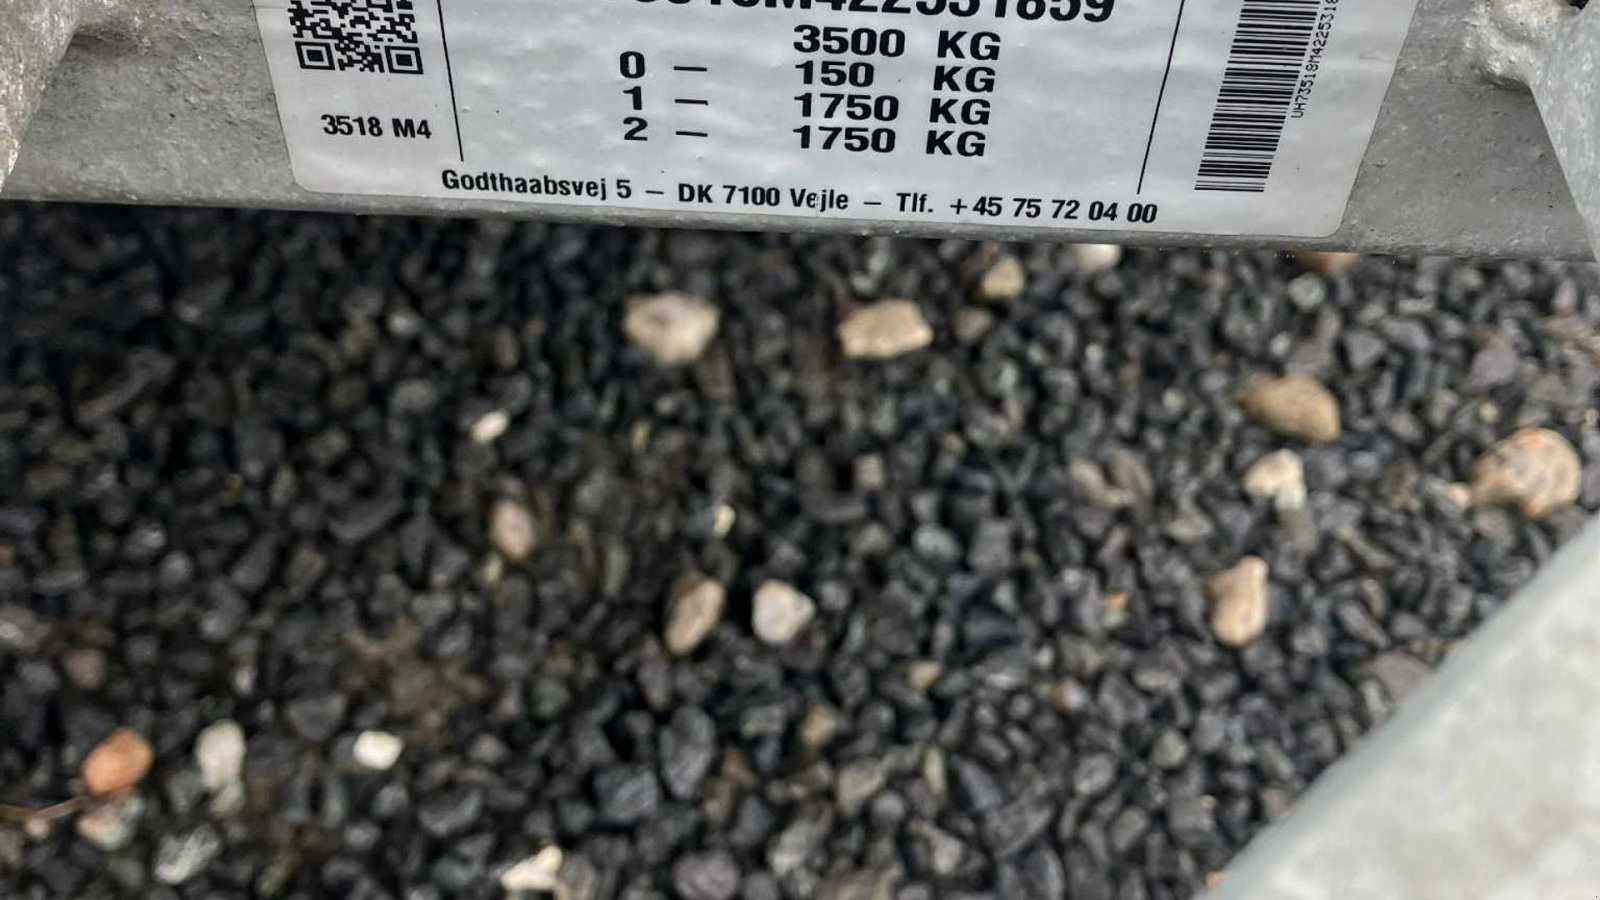 3500 KG
0 – 150 KG
1 – 1750 KG
2 – 1750 KG
3518 M4
Godthaabsvej 5 – DK 7100 Vejle – Tlf. +45 75 72 04 00